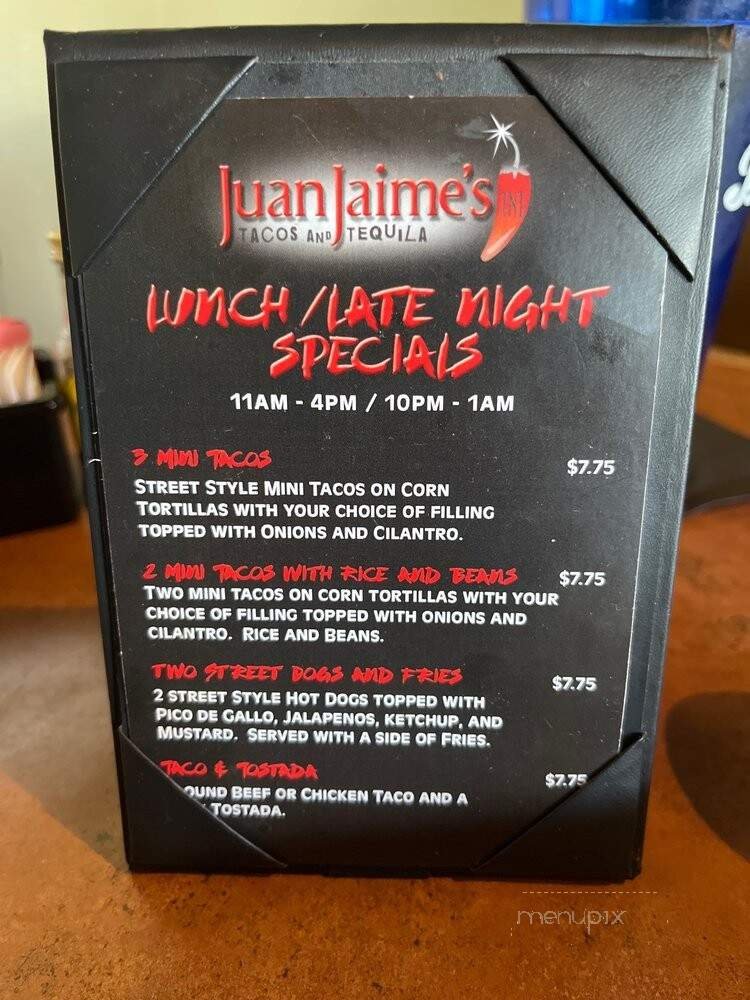 Juan Jaime's
TACOS AND TEQUILA
LUNCH/LATE NIGHT
SPECIALS
11AM - 4PM / 10PM - 1AM
3 MINI TACOS $7.75
STREET STYLE MINI TACOS ON CORN
TORTILLAS WITH YOUR CHOICE OF FILLING
TOPPED WITH ONIONS AND CILANTRO.
2 MINI TACOS WITH RICE AND BEANS $7.75
TWO MINI TACOS ON CORN TORTILLAS WITH YOUR
CHOICE OF FILLING TOPPED WITH ONIONS AND
CILANTRO. RICE AND BEANS.
TWO STREET DOGS AND FRIES $7.75
2 STREET STYLE HOT DOGS TOPPED WITH
PICO DE GALLO, JALAPENOS, KETCHUP, AND
MUSTARD. SERVED WITH A SIDE OF FRIES.
TACO & TOSTADA $7.75
OUND BEEF OR CHICKEN TACO AND A
TOSTADA.
menupix